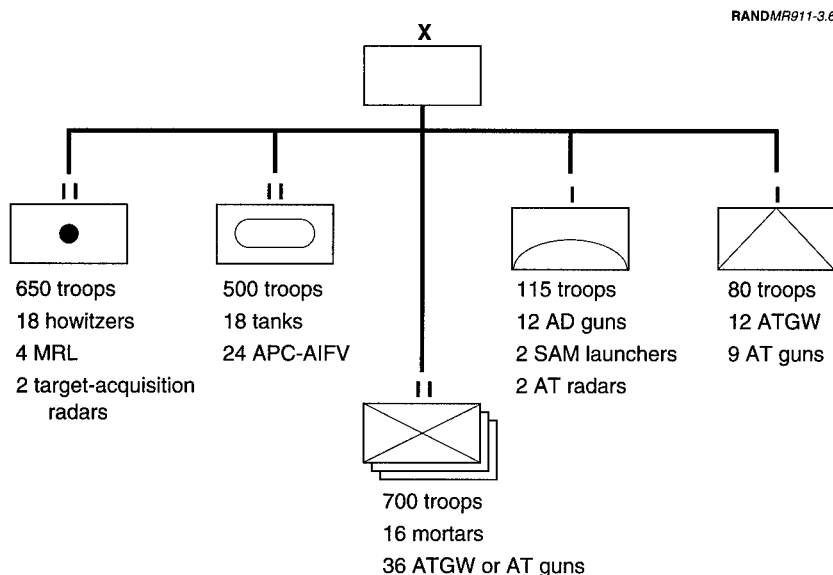 RANDMR911-3.6
X
II
650 troops
18 howitzers
4 MRL
2 target-acquisition
radars
II
500 troops
18 tanks
24 APC-AIFV
I
115 troops
12 AD guns
2 SAM launchers
2 AT radars
I
80 troops
12 ATGW
9 AT guns
II
700 troops
16 mortars
36 ATGW or AT guns